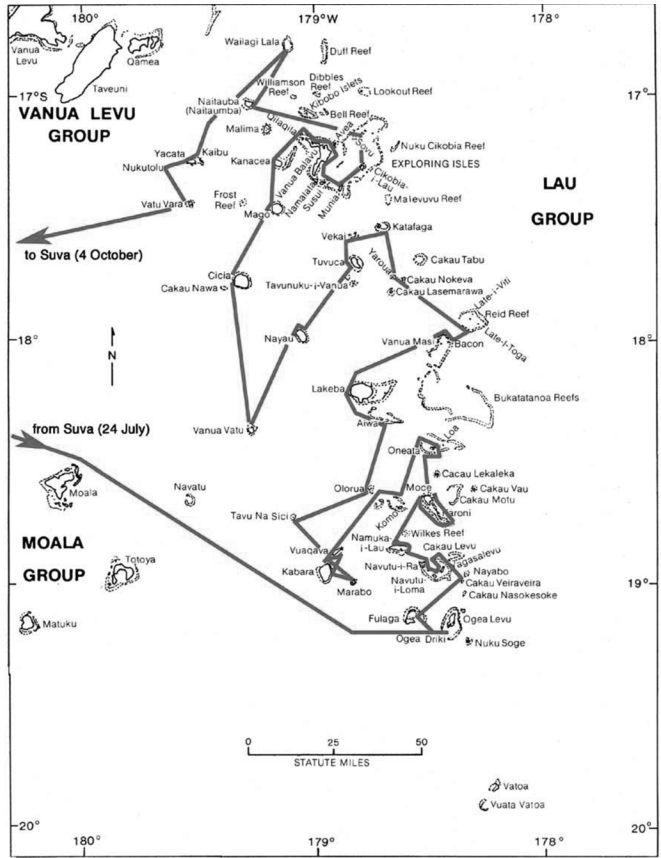 180°
179°W
178°
Wailagi Lala
Duff Reef
Vanua
Levu
Qamea
Taveuni
Williamson
Reef
Dibbles
Reef
Kibobo Islets
Lookout Reef
17°S
17°
Naitauba
(Naitaumba)
Bell Reef
VANUA LEVU
GROUP
Malima
Qilaqila
Avea
Sovu
Nuku Cikobia Reef
Yacata
Kaibu
Kanacea
Vanua Balavu
EXPLORING ISLES
Nukutolu
Cikobia-
i-Lau
Namalata
Susui
Munia
LAU
GROUP
Vatu Vara
Frost
Reef
Mago
Malevuvu Reef
Katafaga
Vekai
to Suva (4 October)
Tuvuca
Yaroua
Cakau Tabu
Cicia
Cakau Nawa
Tavunuku-i-Vanua
Cakau Nokeva
Cakau Lasemarawa
Late-i-Viti
Reid Reef
Late-i-Toga
18°
18°
N
Nayau
Vanua Masi
Bacon
Lakeba
Bukatatanoa Reefs
Aiwa
from Suva (24 July)
Vanua Vatu
Loa
Oneata
Cacau Lekaleka
Moala
Navatu
Olorua
Moce
Cakau Vau
Cakau Motu
Tavu Na Sici
Komo
Karoni
MOALA
GROUP
Wilkes Reef
Namuka-
i-Lau
Cakau Levu
Vuaqava
Yagasalevu
Totoya
Kabara
Navutu-i-Ra
Nayabo
Marabo
Navutu-
i-Loma
Cakau Veiraveira
Cakau Nasokesoke
19°
Matuku
Fulaga
Ogea Levu
Ogea
Driki
Nuku Soge
0 25 50
STATUTE MILES
Vatoa
Vuata Vatoa
20°
20°
180°
179°
178°